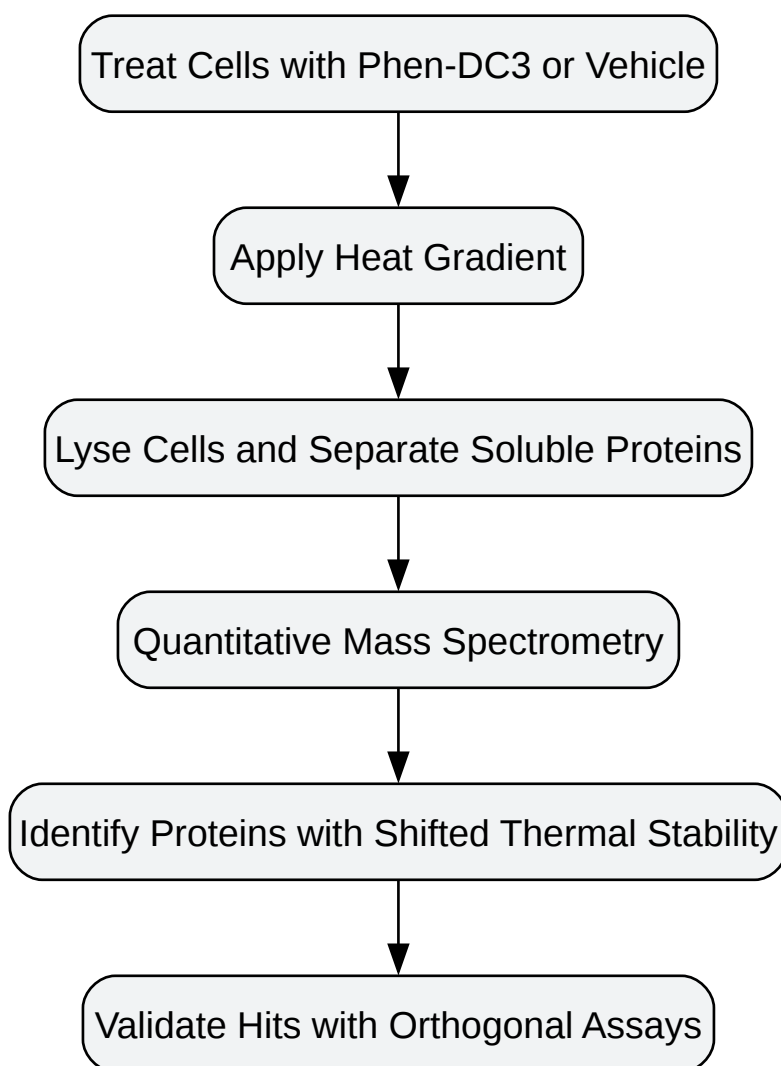 Treat Cells with Phen-DC3 or Vehicle
Apply Heat Gradient
Lyse Cells and Separate Soluble Proteins
Quantitative Mass Spectrometry
Identify Proteins with Shifted Thermal Stability
Validate Hits with Orthogonal Assays